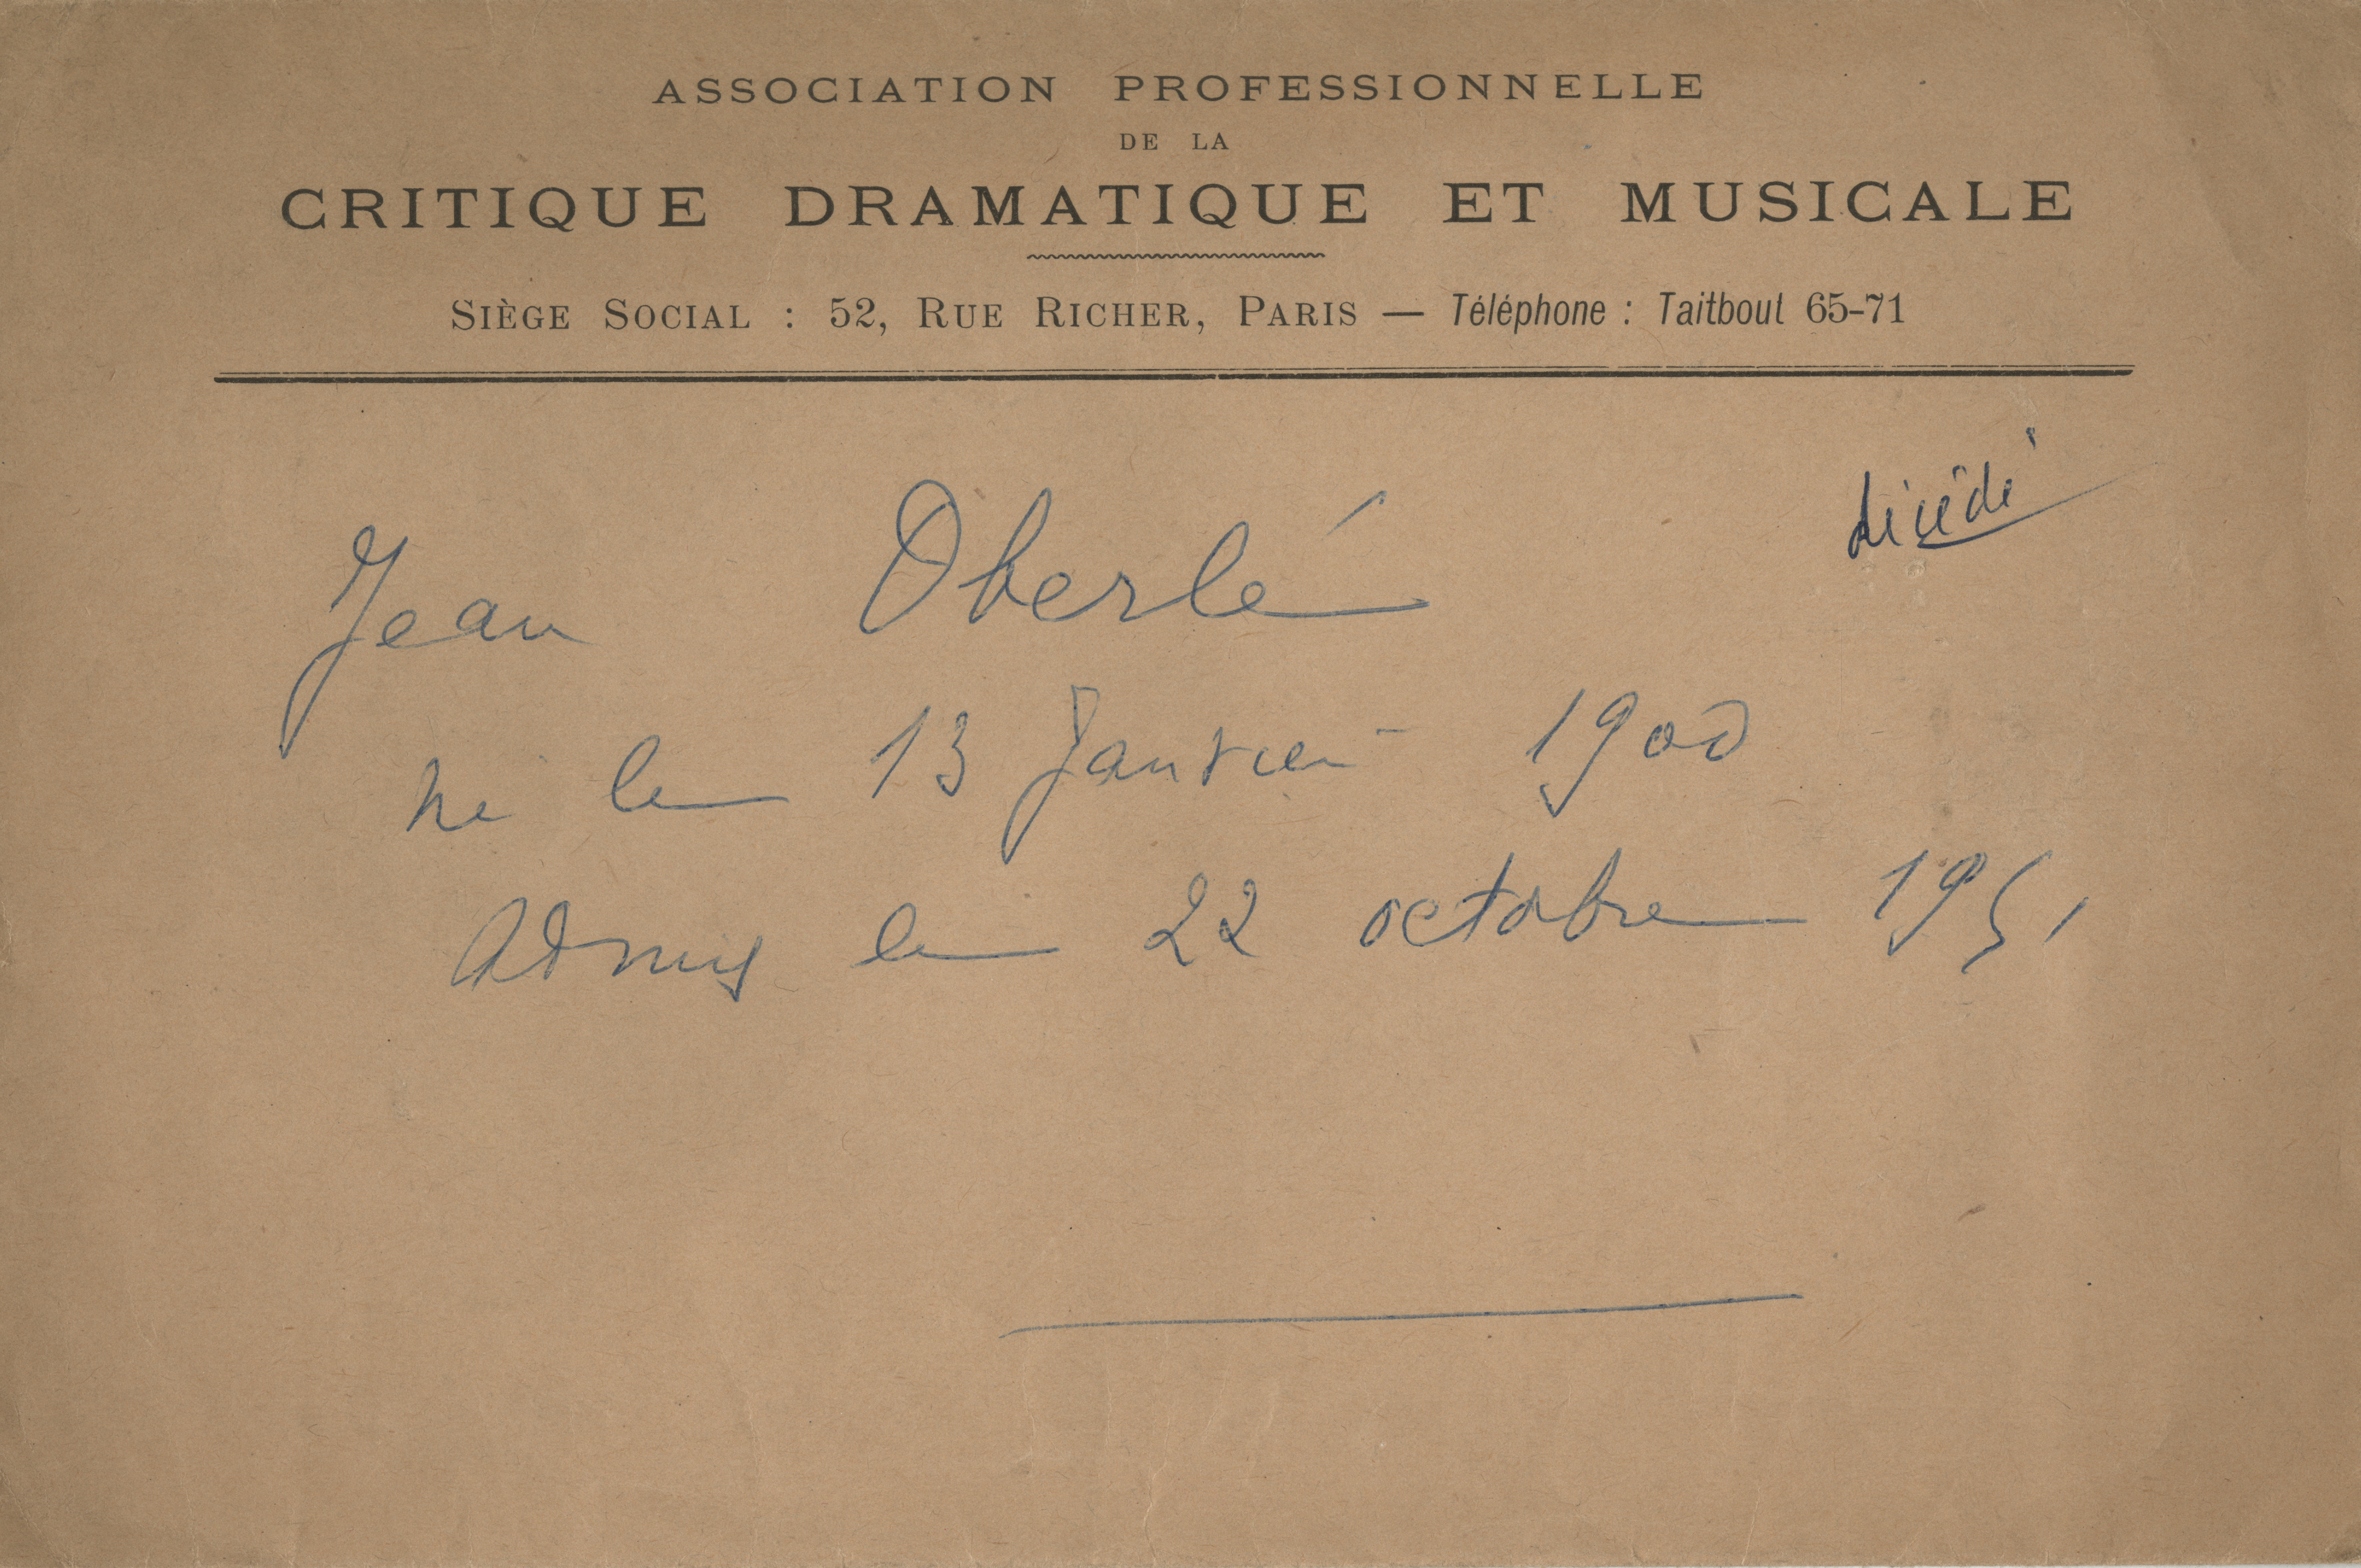 ASSOCIATION PROFESSIONNELLE
DE LA
CRITIQUE DRAMATIQUE ET MUSICALE
SIÈGE SOCIAL : 52, RUE RICHER, PARIS — Téléphone : Taitbout 65-71
décédé
Jean Oberlé
né le 13 Janvier 1900
Admis le 22 octobre 1951